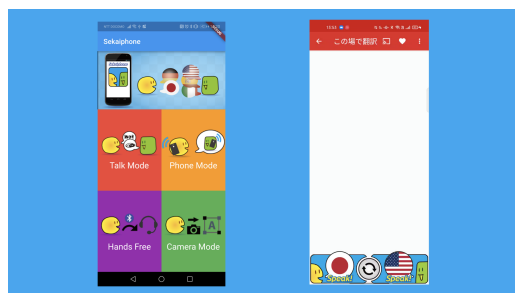 Sekaiphone
Talk Mode
Phone Mode
Hands Free
Camera Mode
この場で翻訳
Speak!
Speak!